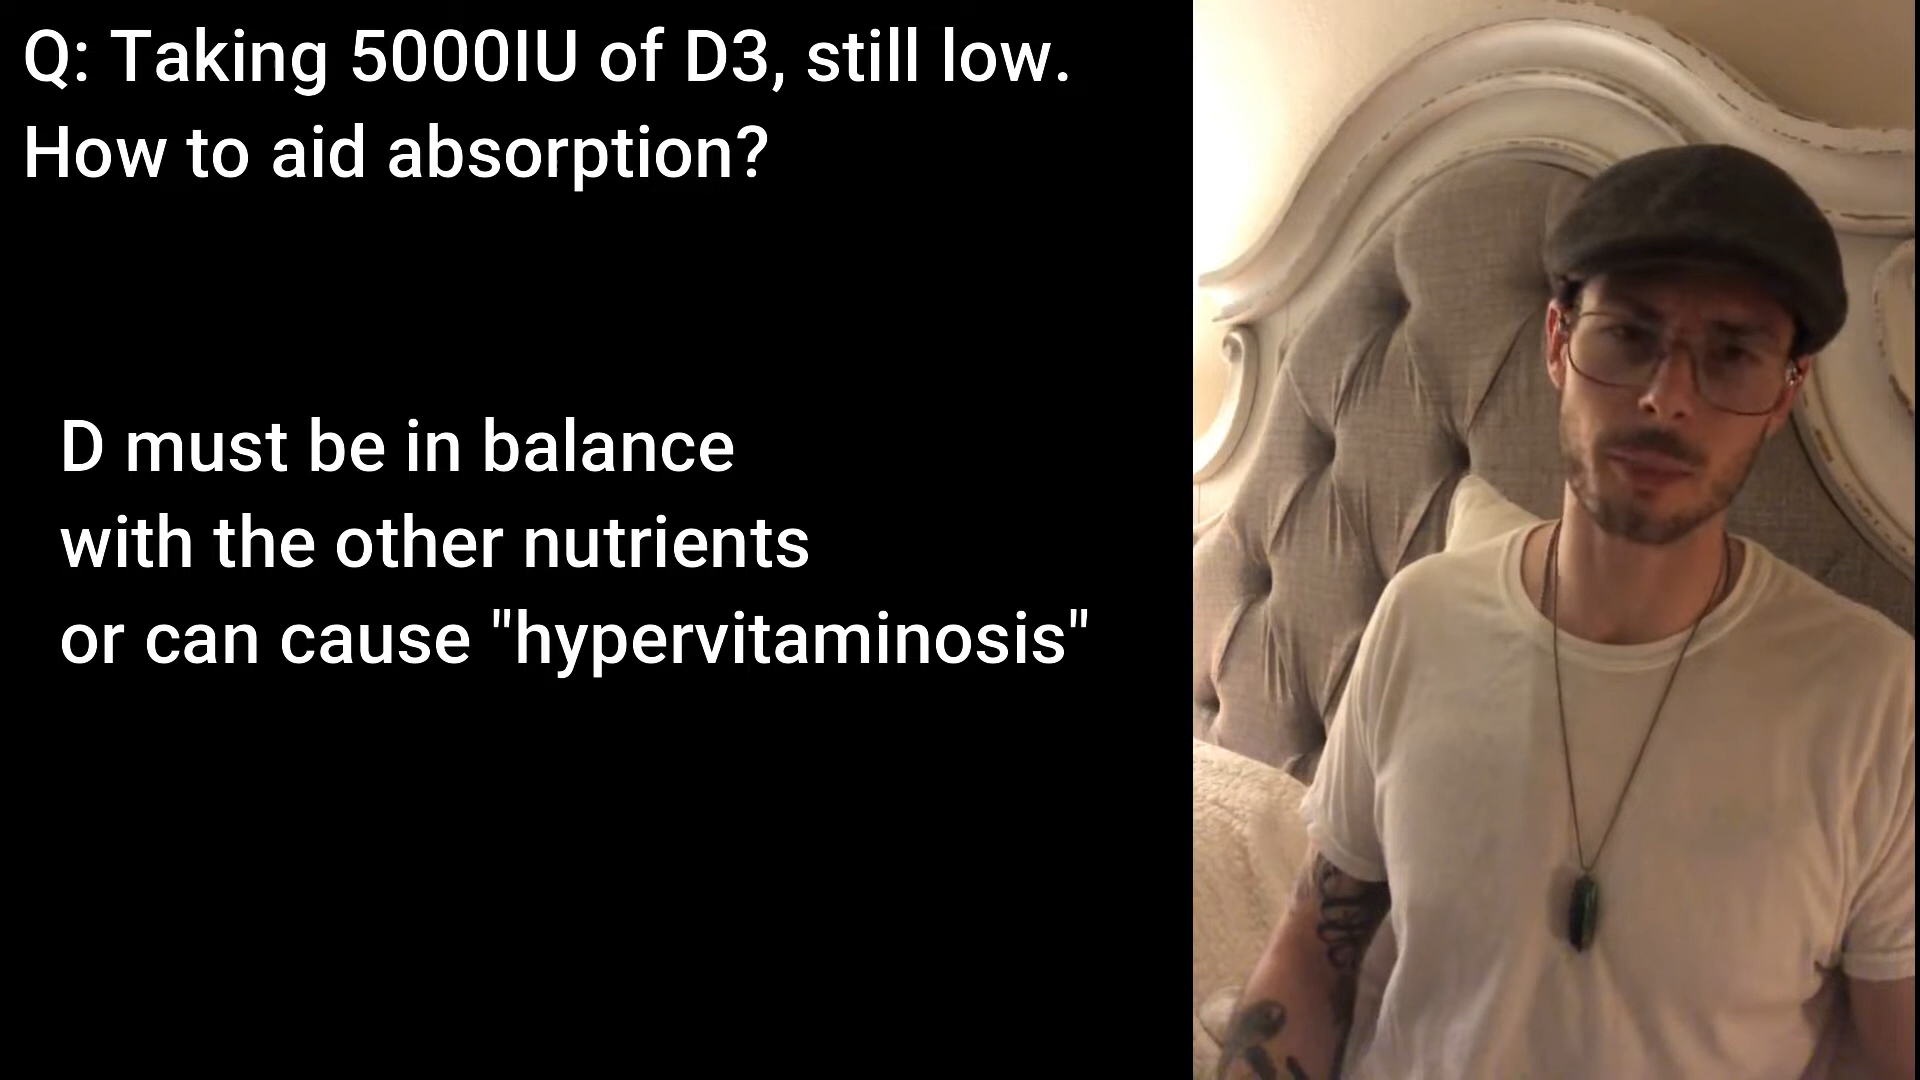 Q: Taking 5000IU of D3, still low.
How to aid absorption?
D must be in balance
with the other nutrients
or can cause "hypervitaminosis"